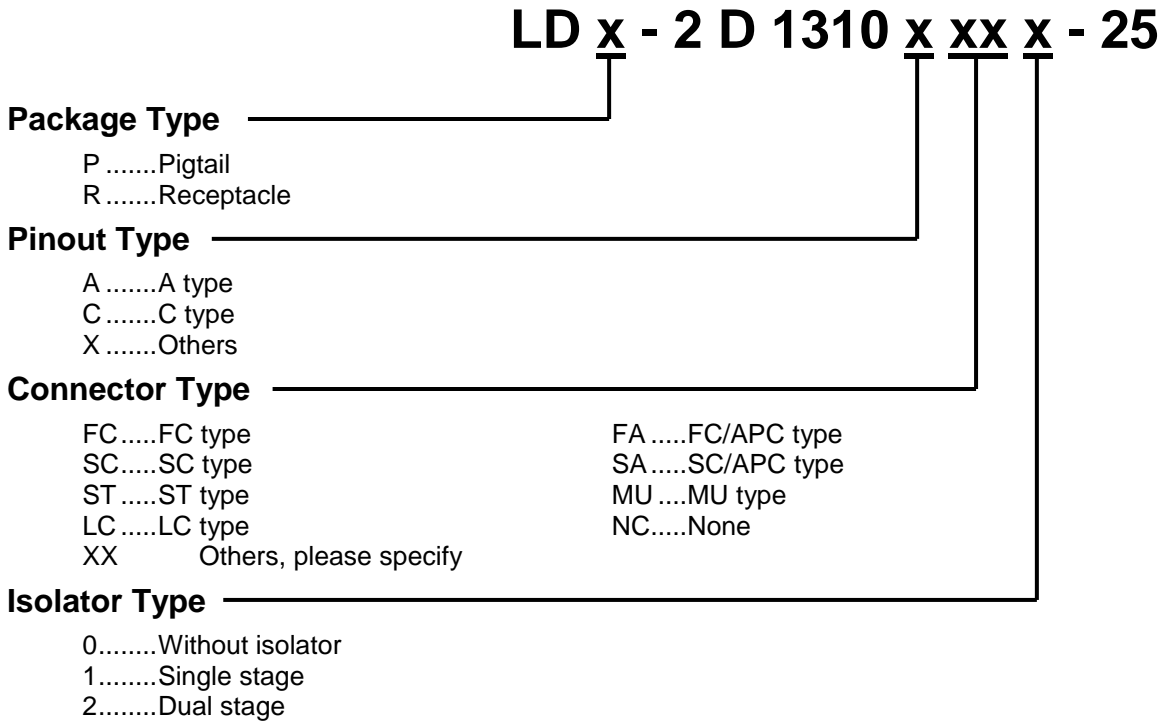 LD x - 2 D 1310 x xx x - 25
Package Type
P .......Pigtail
R .......Receptacle
Pinout Type
A .......A type
C .......C type
X .......Others
Connector Type
FC.....FC type FA .....FC/APC type
SC.....SC type SA .....SC/APC type
ST .....ST type MU ....MU type
LC .....LC type NC.....None
XX Others, please specify
Isolator Type
0........Without isolator
1........Single stage
2........Dual stage